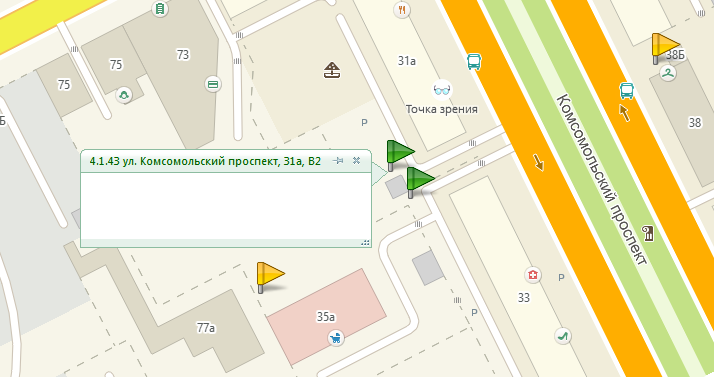 73
75
75
31а
Точка зрения
P
38Б
38
Комсомольский проспект
4.1.43 ул. Комсомольский проспект, 31а, В2
33
P
P
35а
77а